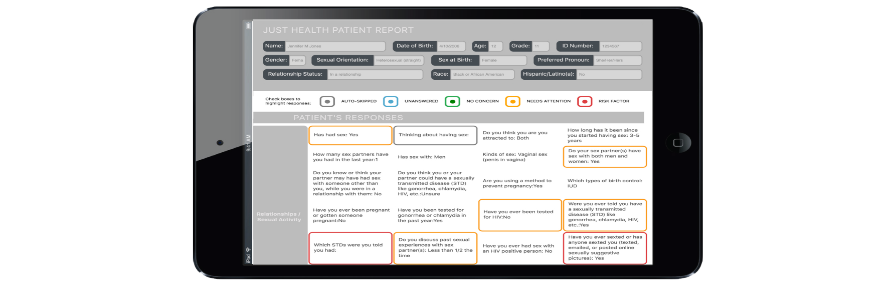 JUST HEALTH PATIENT REPORT
Name:
Date of Birth:
Age:
Grade:
ID Number:
Gender:
Sexual Orientation:
Sex at Birth:
Female
Preferred Pronoun:
Relationship Status:
In a relationship
Race:
Black or African American
Hispanic/Latino(a):
No
Check boxes to
highlight responses:
AUTO-SKIPPED
UNANSWERED
NO CONCERN
NEEDS ATTENTION
RISK FACTOR
PATIENT'S RESPONSES
Relationships /
Sexual Activity
Has had sex: Yes
Thinking about having sex:
Do you think you are you
attracted to: Both
How long has it been since
you started having sex: 3-5
years
How many sex partners have
you had in the last year:1
Has sex with: Men
Kinds of sex: Vaginal sex
(penis in vagina)
Do your sex partner(s) have
sex with both men and
women: Yes
Do you know or think your
partner may have had sex
with someone other than
you, while you were in a
relationship with them: No
Do you think you or your
partner could have a sexually
transmitted disease (STD)
like gonorrhea, chlamydia,
HIV, etc.:Unsure
Are you using a method to
prevent pregnancy:Yes
Which types of birth control:
IUD
Have you ever been pregnant
or gotten someone
pregnant:No
Have you been tested for
gonorrhea or chlamydia in
the past year:Yes
Have you ever been tested
for HIV:No
Were you ever told you have
a sexually transmitted
disease (STD) like
gonorrhea, chlamydia, HIV,
etc.:Yes
Which STDs were you told
you had:
Do you discuss past sexual
experiences with sex
partner(s): Less than 1/2 the
time
Have you ever had sex with
an HIV positive person: No
Have you ever sexted or has
anyone sexted you (texted,
emailed, or posted online
sexually suggestive
pictures): Yes
iPad